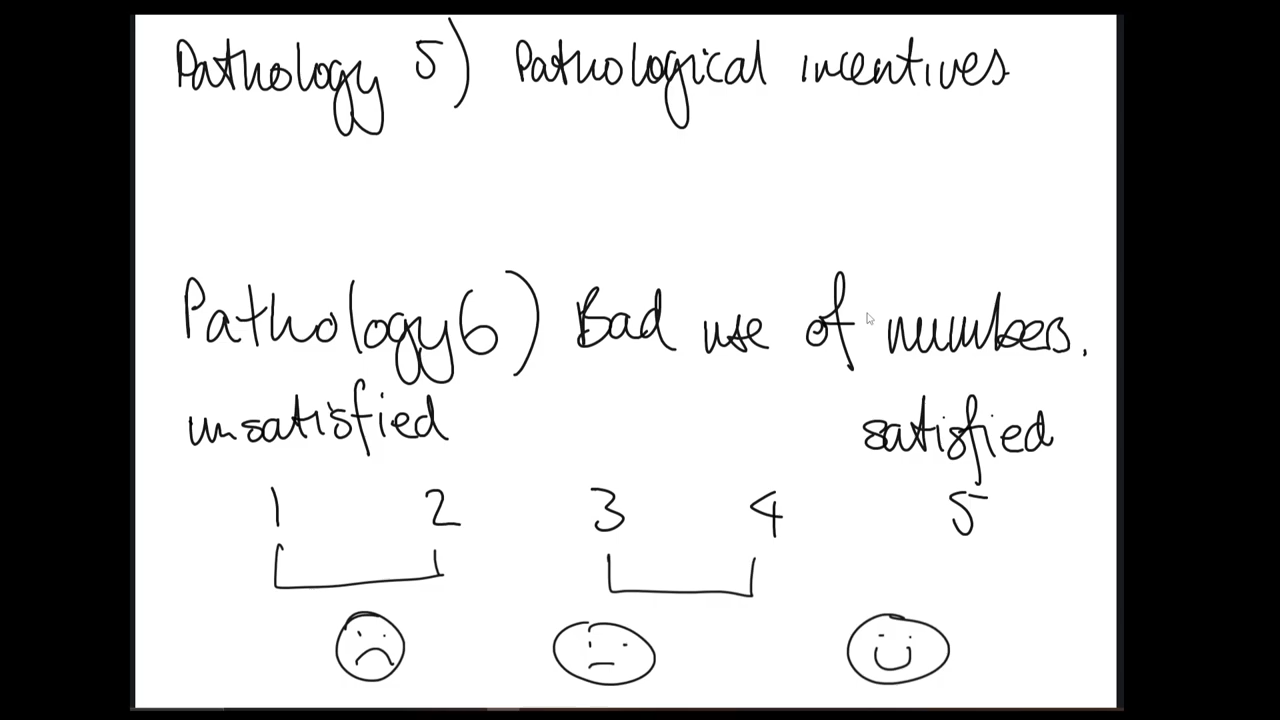 Pathology 5) Pathological incentives
Pathology 6) Bad use of numbers.
unsatisfied satisfied
1 2 3 4 5